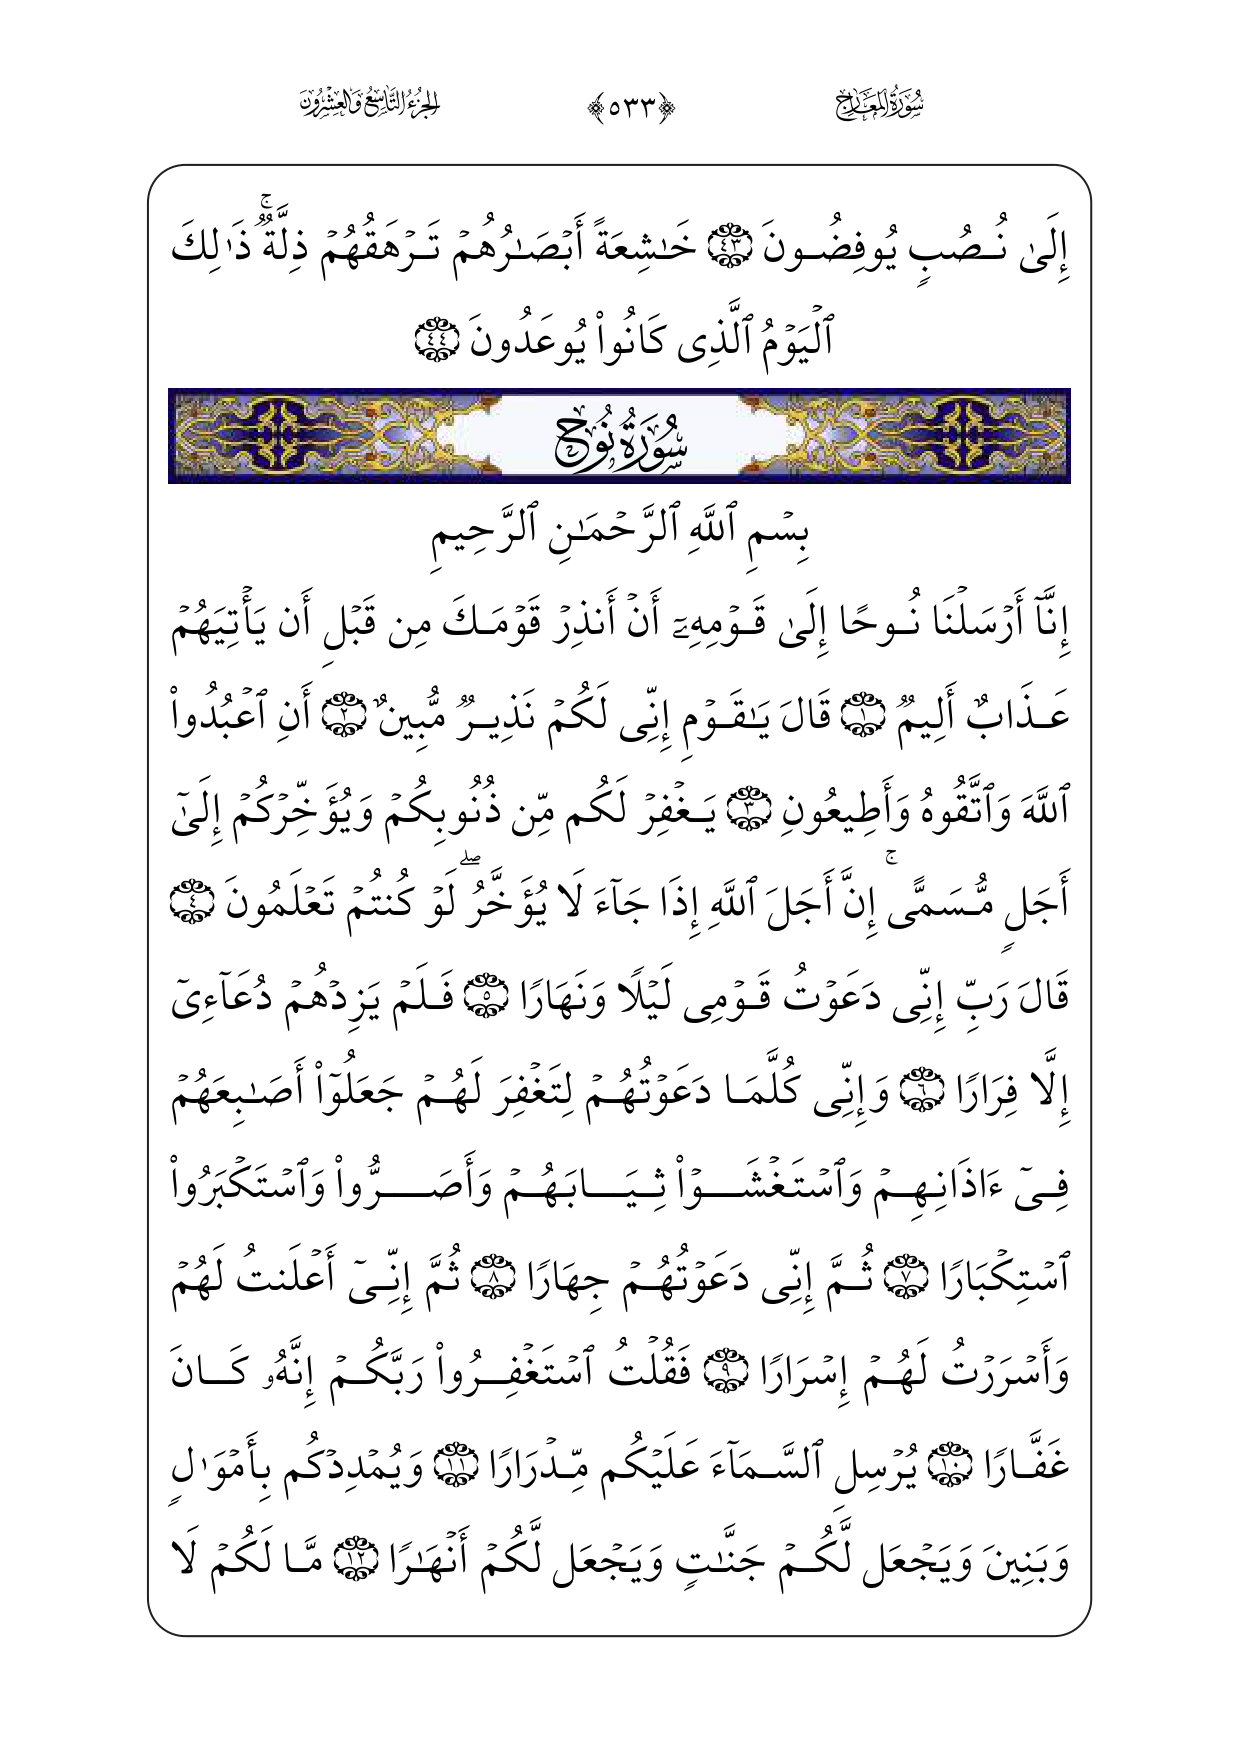 سُورَةُ المَعَارِجِ ﴿٥٣٣﴾ الجُزْءُ التَّاسِعُ وَالعِشْرُونَ
إِلَىٰ نُصُبٍ يُوفِضُونَ ٤٣ خَٰشِعَةً أَبۡصَٰرُهُمۡ تَرۡهَقُهُمۡ ذِلَّةٞۚ ذَٰلِكَ
ٱلۡيَوۡمُ ٱلَّذِي كَانُواْ يُوعَدُونَ ٤٤
سُورَةُ نُوحٍ
بِسۡمِ ٱللَّهِ ٱلرَّحۡمَٰنِ ٱلرَّحِيمِ
إِنَّآ أَرۡسَلۡنَا نُوحًا إِلَىٰ قَوۡمِهِۦٓ أَنۡ أَنذِرۡ قَوۡمَكَ مِن قَبۡلِ أَن يَأۡتِيَهُمۡ
عَذَابٌ أَلِيمٞ ١ قَالَ يَٰقَوۡمِ إِنِّي لَكُمۡ نَذِيرٞ مُّبِينٌ ٢ أَنِ ٱعۡبُدُواْ
ٱللَّهَ وَٱتَّقُوهُ وَأَطِيعُونِ ٣ يَغۡفِرۡ لَكُم مِّن ذُنُوبِكُمۡ وَيُؤَخِّرۡكُمۡ إِلَىٰٓ
أَجَلٖ مُّسَمًّىۚ إِنَّ أَجَلَ ٱللَّهِ إِذَا جَآءَ لَا يُؤَخَّرُۖ لَوۡ كُنتُمۡ تَعۡلَمُونَ ٤
قَالَ رَبِّ إِنِّي دَعَوۡتُ قَوۡمِي لَيۡلٗا وَنَهَارٗا ٥ فَلَمۡ يَزِدۡهُمۡ دُعَآءِيٓ
إِلَّا فِرَارٗا ٦ وَإِنِّي كُلَّمَا دَعَوۡتُهُمۡ لِتَغۡفِرَ لَهُمۡ جَعَلُوٓاْ أَصَٰبِعَهُمۡ
فِيٓ ءَاذَانِهِمۡ وَٱسۡتَغۡشَوۡاْ ثِيَابَهُمۡ وَأَصَرُّواْ وَٱسۡتَكۡبَرُواْ
ٱسۡتِكۡبَارٗا ٧ ثُمَّ إِنِّي دَعَوۡتُهُمۡ جِهَارٗا ٨ ثُمَّ إِنِّيٓ أَعۡلَنتُ لَهُمۡ
وَأَسۡرَرۡتُ لَهُمۡ إِسۡرَارٗا ٩ فَقُلۡتُ ٱسۡتَغۡفِرُواْ رَبَّكُمۡ إِنَّهُۥ كَانَ
غَفَّارٗا ١٠ يُرۡسِلِ ٱلسَّمَآءَ عَلَيۡكُم مِّدۡرَارٗا ١١ وَيُمۡدِدۡكُم بِأَمۡوَٰلٖ
وَبَنِينَ وَيَجۡعَل لَّكُمۡ جَنَّٰتٖ وَيَجۡعَل لَّكُمۡ أَنۡهَٰرٗا ١٢ مَّا لَكُمۡ لَا